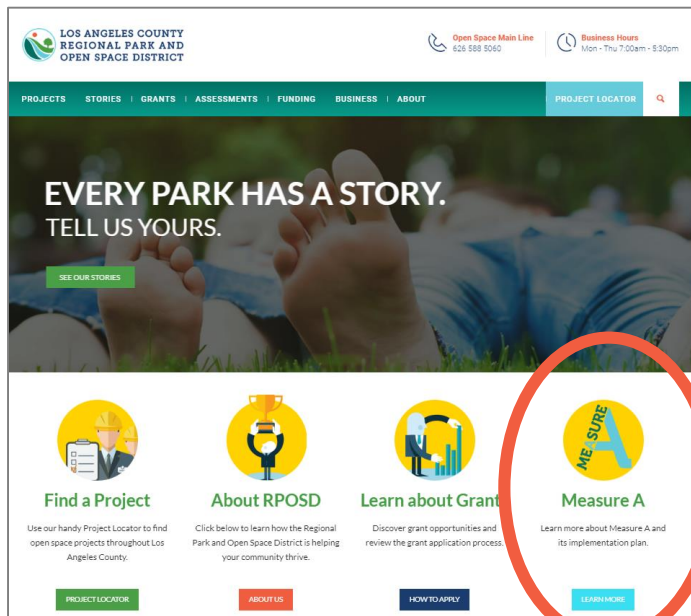 LOS ANGELES COUNTY
REGIONAL PARK AND
OPEN SPACE DISTRICT
Open Space Main Line
626 588 5060
Business Hours
Mon - Thu 7:00am - 5:30pm
PROJECTS STORIES GRANTS ASSESSMENTS FUNDING BUSINESS ABOUT PROJECT LOCATOR
EVERY PARK HAS A STORY.
TELL US YOURS.
SEE OUR STORIES
MEASURE A
Find a Project
Use our handy Project Locator to find
open space projects throughout Los
Angeles County.
PROJECT LOCATOR
About RPOSD
Click below to learn how the Regional
Park and Open Space District is helping
your community thrive.
ABOUT US
Learn about Grant
Discover grant opportunities and
review the grant application process.
HOW TO APPLY
Measure A
Learn more about Measure A and
its implementation plan.
LEARN MORE